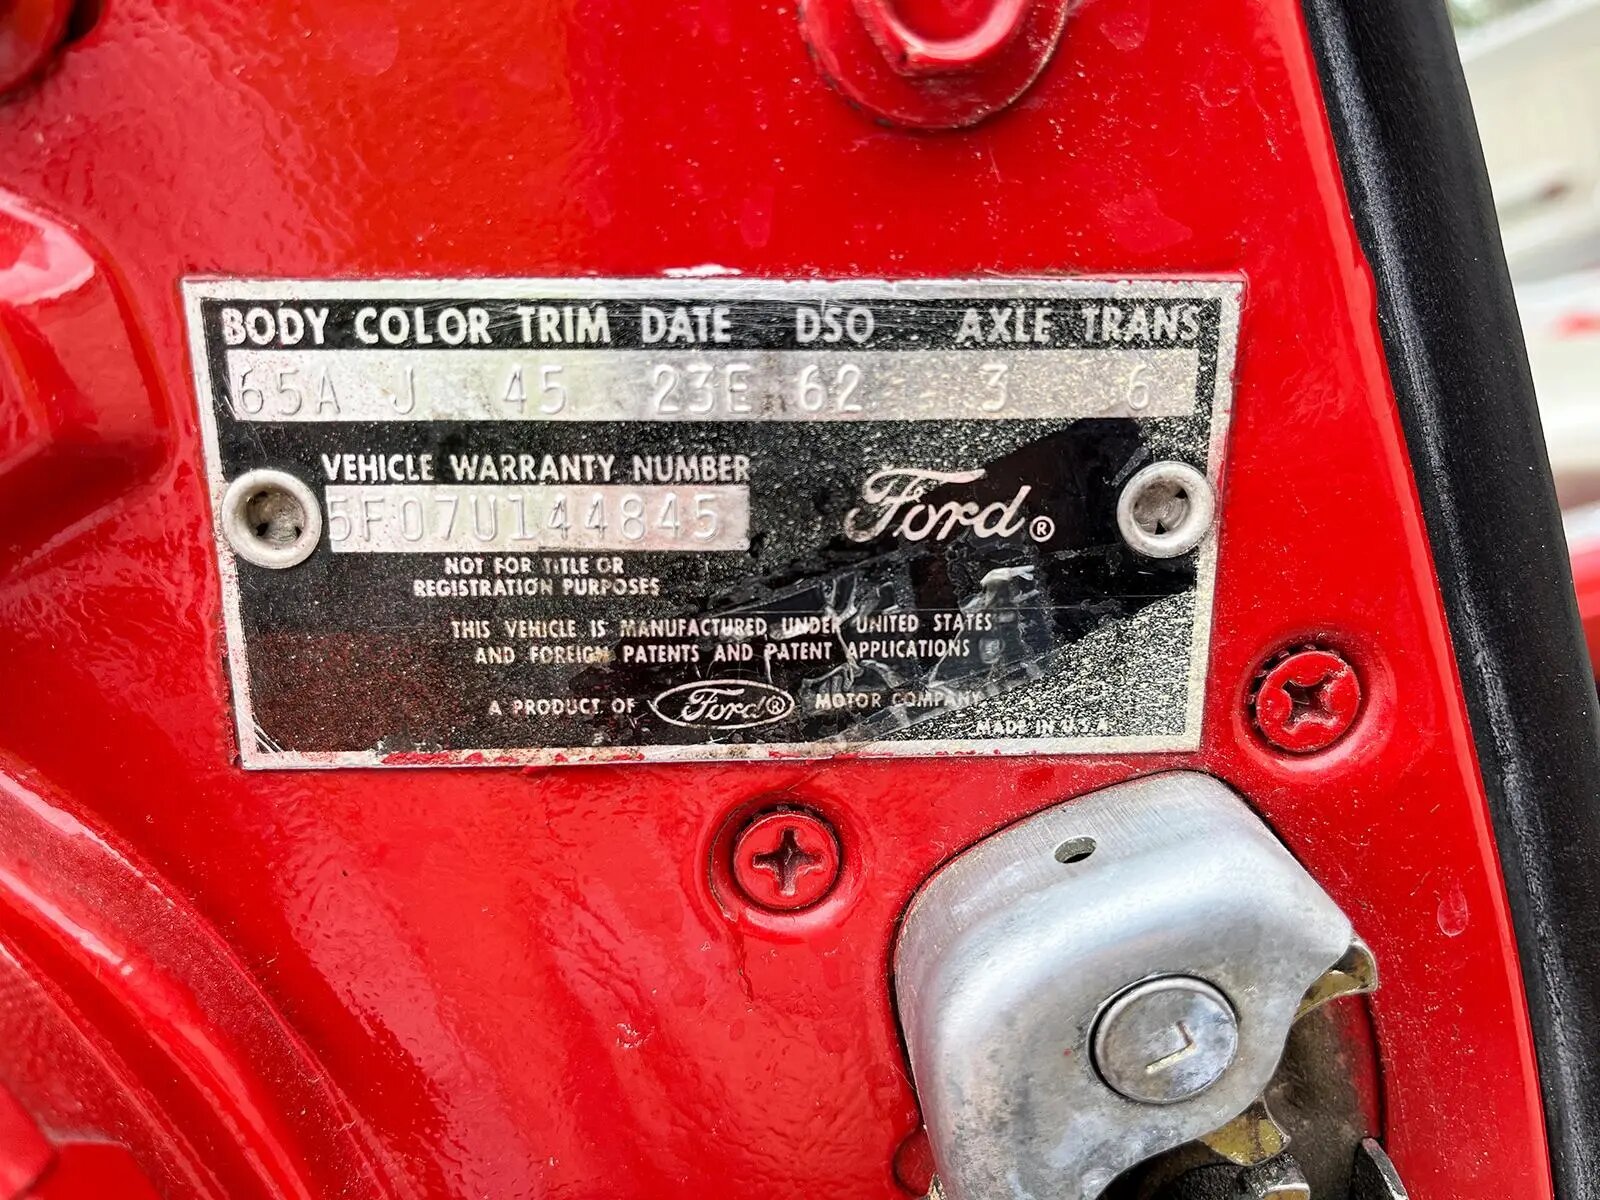 BODY COLOR TRIM DATE DSO AXLE TRANS
65A J 45 23E 62 3 6
VEHICLE WARRANTY NUMBER
5F07U144845
Ford®
NOT FOR TITLE OR
REGISTRATION PURPOSES
THIS VEHICLE IS MANUFACTURED UNDER UNITED STATES
AND FOREIGN PATENTS AND PATENT APPLICATIONS
A PRODUCT OF Ford® MOTOR COMPANY
MADE IN U.S.A.
L